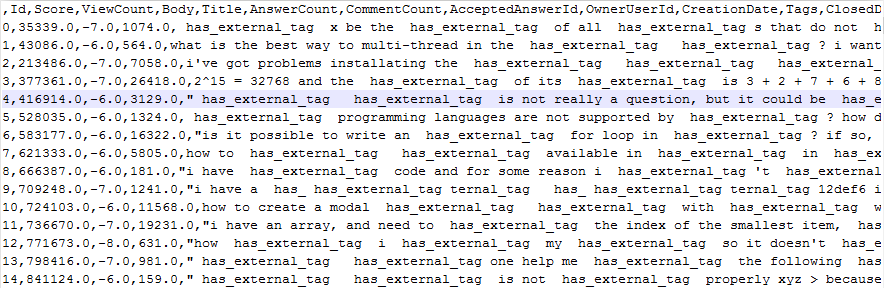 ,Id,Score,ViewCount,Body,Title,AnswerCount,CommentCount,AcceptedAnswerId,OwnerUserId,CreationDate,Tags,ClosedD
0,35339.0,-7.0,1074.0, has_external_tag  x be the  has_external_tag  of all  has_external_tag s that do not  h
1,43086.0,-6.0,564.0,what is the best way to multi-thread in the  has_external_tag   has_external_tag ? i want
2,213486.0,-7.0,7058.0,i've got problems installating the  has_external_tag   has_external_tag   has_external_
3,377361.0,-7.0,26418.0,2^15 = 32768 and the  has_external_tag  of its  has_external_tag  is 3 + 2 + 7 + 6 + 8
4,416914.0,-6.0,3129.0," has_external_tag   has_external_tag  is not really a question, but it could be  has_e
5,528035.0,-6.0,1324.0, has_external_tag  programming languages are not supported by  has_external_tag ? how d
6,583177.0,-6.0,16322.0,"is it possible to write an  has_external_tag  for loop in  has_external_tag ? if so,
7,621333.0,-6.0,5805.0,how to  has_external_tag   has_external_tag  available in  has_external_tag  in  has_ex
8,666387.0,-6.0,181.0,"i have  has_external_tag  code and for some reason i  has_external_tag 't  has_external
9,709248.0,-7.0,1241.0,"i have a  has_ has_external_tag ternal_tag  has_external_tag ternal_tag 12def6 i
10,724103.0,-6.0,11568.0,how to create a modal  has_external_tag   has_external_tag  with  has_external_tag  w
11,736670.0,-7.0,19231.0,"i have an array, and need to  has_external_tag  the index of the smallest item,  has
12,771673.0,-8.0,631.0,"how  has_external_tag  i  has_external_tag  my  has_external_tag  so it doesn't  has_e
13,798416.0,-7.0,981.0," has_external_tag   has_external_tag one help me  has_external_tag  the following  has
14,841124.0,-6.0,159.0," has_external_tag   has_external_tag  is not  has_external_tag  properly xyz > because